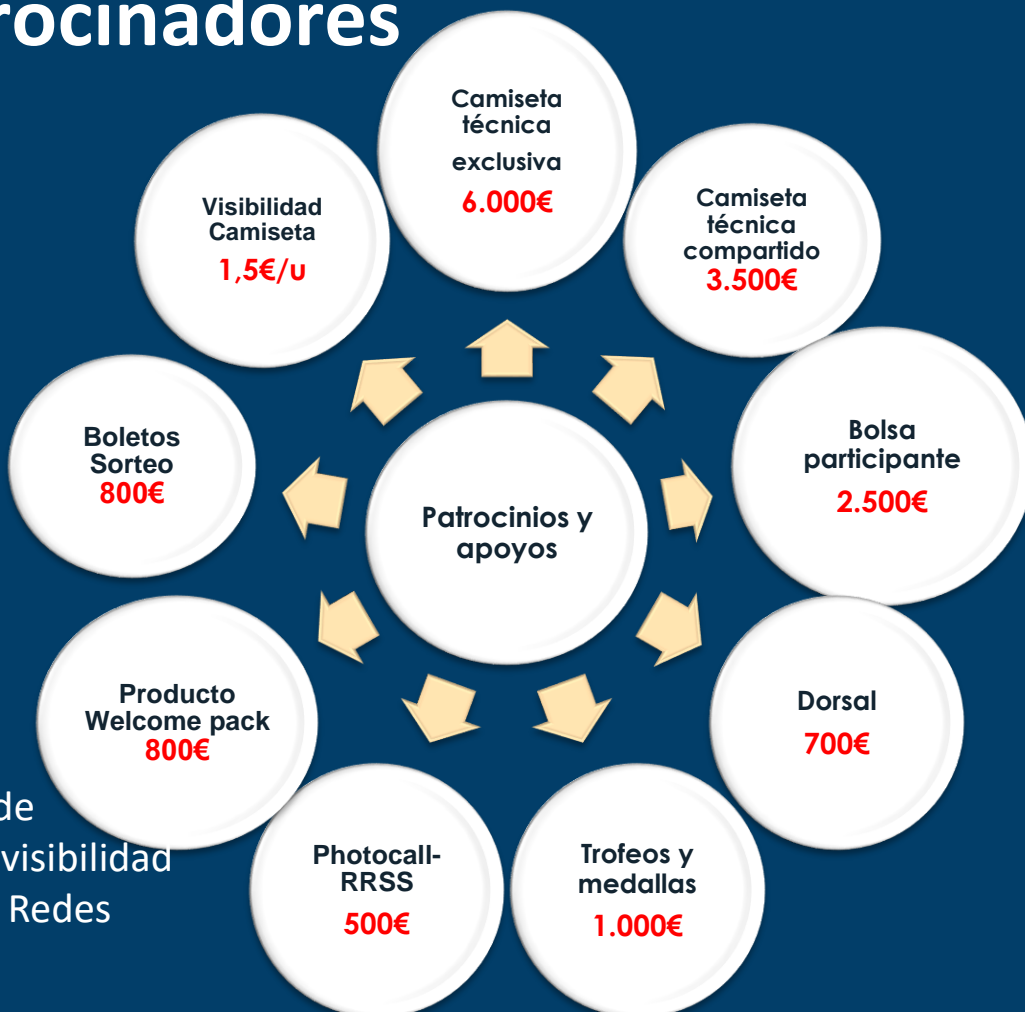 rocinadores
Camiseta
técnica
exclusiva
6.000€
Camiseta
técnica
compartido
3.500€
Bolsa
participante
2.500€
Dorsal
700€
Trofeos y
medallas
1.000€
Photocall-
RRSS
500€
Producto
Welcome pack
800€
Boletos
Sorteo
800€
Visibilidad
Camiseta
1,5€/u
Patrocinios y
apoyos
de
visibilidad
Redes